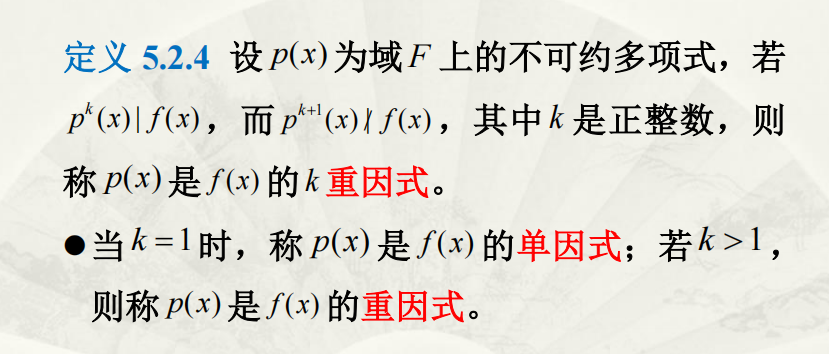 定义 5.2.4 设 p(x) 为域 F 上的不可约多项式，若
p^k(x) | f(x)，而 p^{k+1}(x) ∤ f(x)，其中 k 是正整数，则
称 p(x) 是 f(x) 的 k 重因式。
●当 k = 1 时，称 p(x) 是 f(x) 的单因式；若 k > 1，
则称 p(x) 是 f(x) 的重因式。